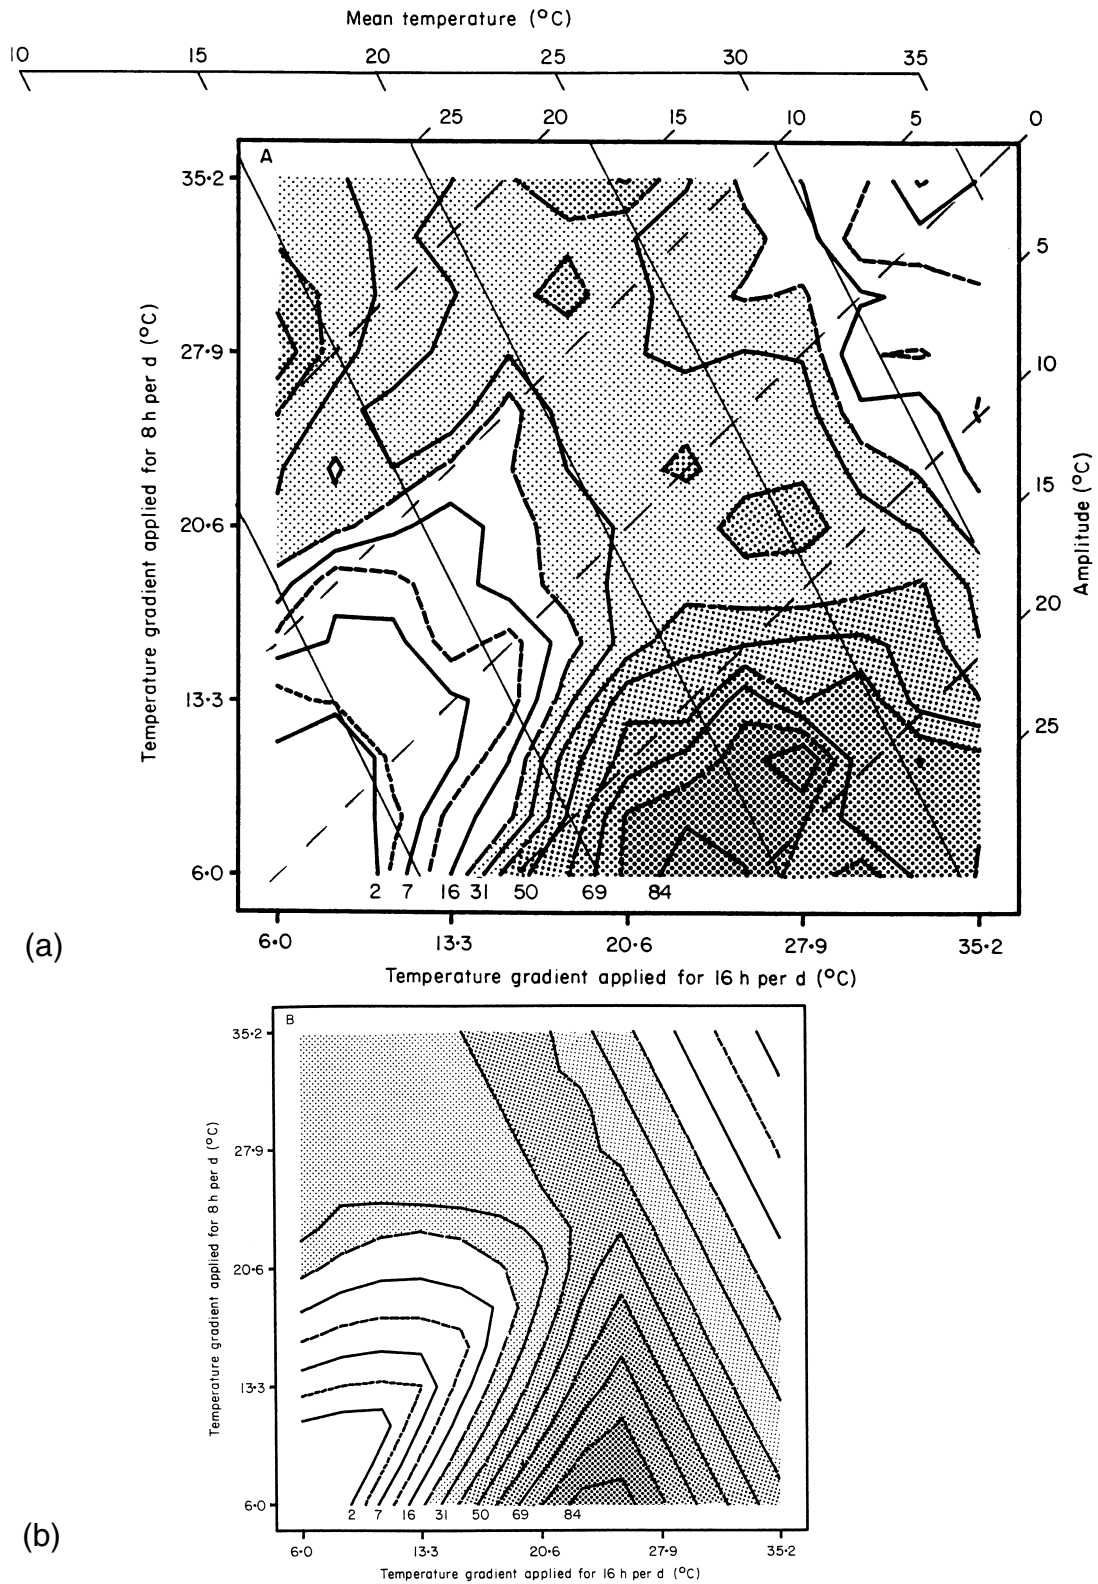 Mean temperature (°C)
10 15 20 25 30 35
25 20 15 10 5 0
A
35·2
27·9
20·6
13·3
6·0
Temperature gradient applied for 8 h per d (°C)
5
10
15
20
25
Amplitude (°C)
2 7 16 31 50 69 84
6·0 13·3 20·6 27·9 35·2
Temperature gradient applied for 16 h per d (°C)
(a)
B
35·2
27·9
20·6
13·3
6·0
Temperature gradient applied for 8 h per d (°C)
2 7 16 31 50 69 84
6·0 13·3 20·6 27·9 35·2
Temperature gradient applied for 16 h per d (°C)
(b)